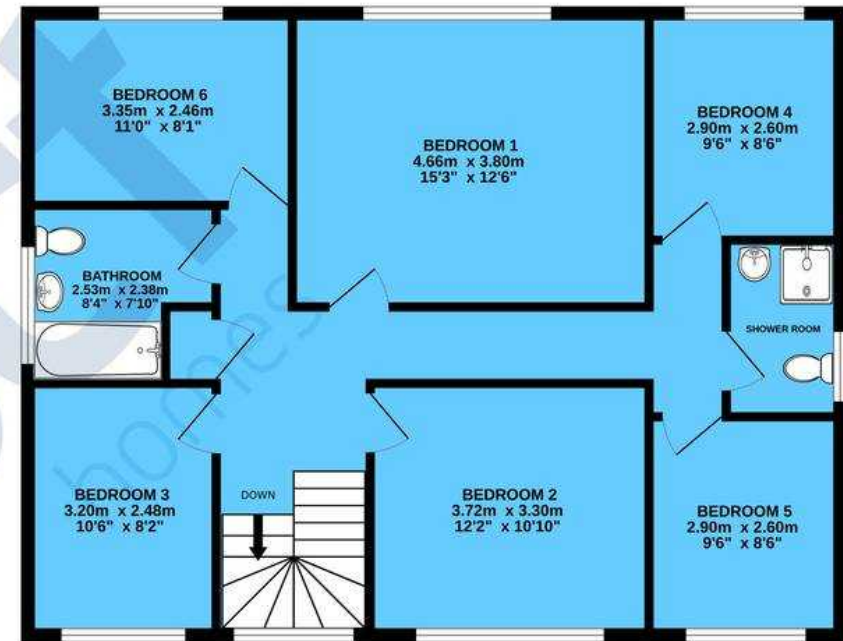 BEDROOM 6
3.35m x 2.46m
11'0" x 8'1"
BEDROOM 1
4.66m x 3.80m
15'3" x 12'6"
BEDROOM 4
2.90m x 2.60m
9'6" x 8'6"
BATHROOM
2.53m x 2.38m
8'4" x 7'10"
SHOWER ROOM
BEDROOM 3
3.20m x 2.48m
10'6" x 8'2"
DOWN
BEDROOM 2
3.72m x 3.30m
12'2" x 10'10"
BEDROOM 5
2.90m x 2.60m
9'6" x 8'6"
homes